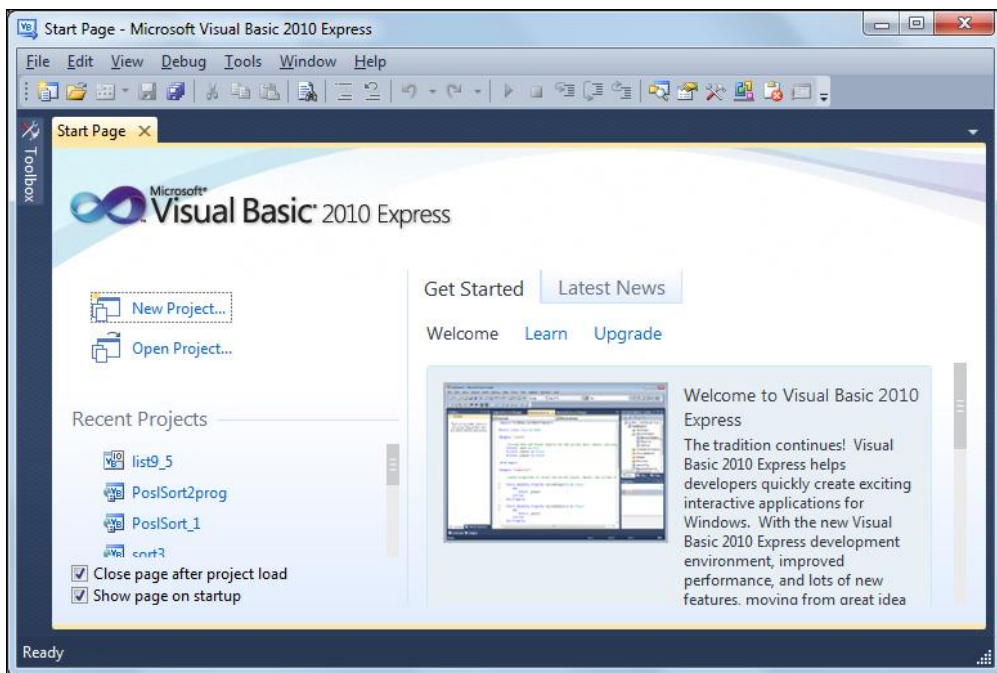 Start Page - Microsoft Visual Basic 2010 Express
File Edit View Debug Tools Window Help
Toolbox
Start Page
Microsoft
Visual Basic 2010 Express
New Project...
Open Project...
Recent Projects
list9_5
PoslSort2prog
PoslSort_1
sort3
Close page after project load
Show page on startup
Get Started Latest News
Welcome Learn Upgrade
Welcome to Visual Basic 2010
Express
The tradition continues! Visual
Basic 2010 Express helps
developers quickly create exciting
interactive applications for
Windows. With the new Visual
Basic 2010 Express development
environment, improved
performance, and lots of new
features, moving from great idea
Ready